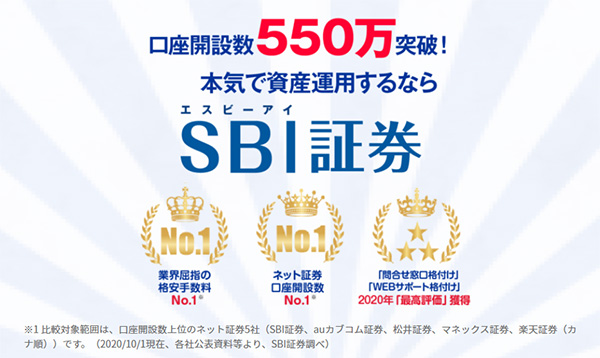 口座開設数550万突破!
本気で資産運用するなら
エスビーアイ
SBI証券
No.1
業界屈指の
格安手数料
No.1※
No.1
ネット証券
口座開設数
No.1※
「問合せ窓口格付け」
「WEBサポート格付け」
2020年「最高評価」獲得
※1 比較対象範囲は、口座開設数上位のネット証券5社(SBI証券、auカブコム証券、松井証券、マネックス証券、楽天証券(カ
ナ順))です。(2020/10/1現在、各社公表資料等より、SBI証券調べ)